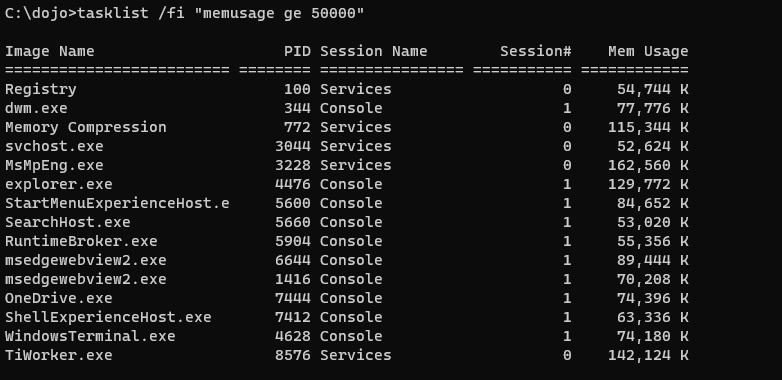 C:\dojo>tasklist /fi "memusage ge 50000"

Image Name                     PID Session Name        Session#    Mem Usage
========================= ======== ================ =========== ============
Registry                       100 Services                   0     54,744 K
dwm.exe                        344 Console                    1     77,776 K
Memory Compression             772 Services                   0    115,344 K
svchost.exe                   3044 Services                   0     52,624 K
MsMpEng.exe                   3228 Services                   0    162,560 K
explorer.exe                  4476 Console                    1    129,772 K
StartMenuExperienceHost.e     5600 Console                    1     84,652 K
SearchHost.exe                5660 Console                    1     53,020 K
RuntimeBroker.exe             5904 Console                    1     55,356 K
msedgewebview2.exe            6644 Console                    1     89,444 K
msedgewebview2.exe            1416 Console                    1     70,208 K
OneDrive.exe                  7444 Console                    1     74,396 K
ShellExperienceHost.exe       7412 Console                    1     63,336 K
WindowsTerminal.exe           4628 Console                    1     74,180 K
TiWorker.exe                  8576 Services                   0    142,124 K